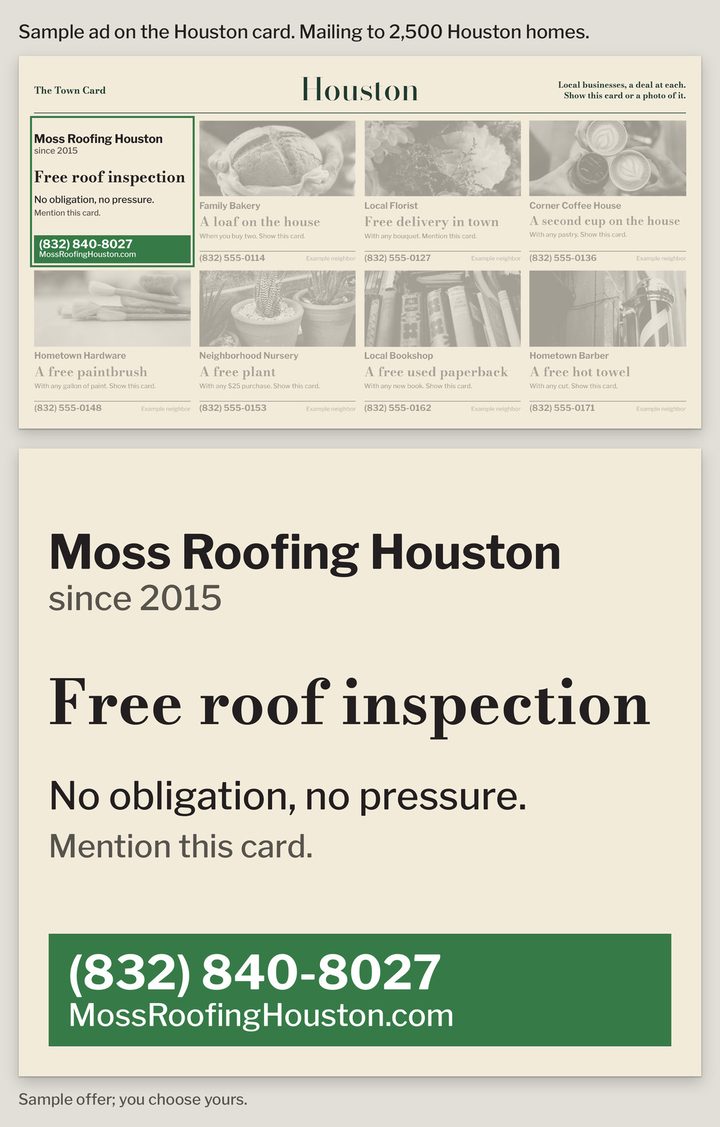 Sample ad on the Houston card. Mailing to 2,500 Houston homes.
The Town Card
Houston
Local businesses, a deal at each.
Show this card or a photo of it.
Moss Roofing Houston
since 2015
Free roof inspection
No obligation, no pressure.
Mention this card.
(832) 840-8027
MossRoofingHouston.com
Family Bakery
A loaf on the house
When you buy two. Show this card.
(832) 555-0114
Example neighbor
Local Florist
Free delivery in town
With any bouquet. Mention this card.
(832) 555-0127
Example neighbor
Corner Coffee House
A second cup on the house
With any pastry. Show this card.
(832) 555-0136
Example neighbor
Hometown Hardware
A free paintbrush
With any gallon of paint. Show this card.
(832) 555-0148
Example neighbor
Neighborhood Nursery
A free plant
With any $25 purchase. Show this card.
(832) 555-0153
Example neighbor
Local Bookshop
A free used paperback
With any new book. Show this card.
(832) 555-0162
Example neighbor
Hometown Barber
A free hot towel
With any cut. Show this card.
(832) 555-0171
Example neighbor
Moss Roofing Houston
since 2015
Free roof inspection
No obligation, no pressure.
Mention this card.
(832) 840-8027
MossRoofingHouston.com
Sample offer; you choose yours.